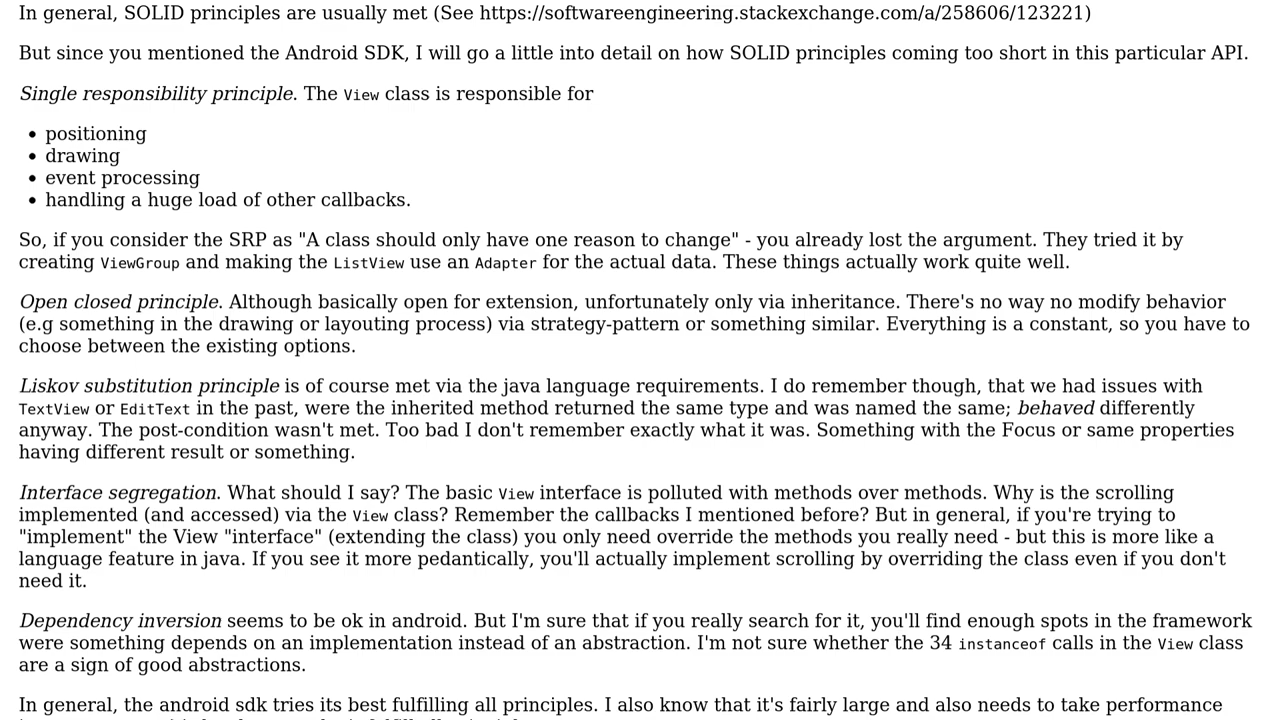 In general, SOLID principles are usually met (See https://softwareengineering.stackexchange.com/a/258606/123221)
But since you mentioned the Android SDK, I will go a little into detail on how SOLID principles coming too short in this particular API.
Single responsibility principle. The View class is responsible for
• positioning
• drawing
• event processing
• handling a huge load of other callbacks.
So, if you consider the SRP as "A class should only have one reason to change" - you already lost the argument. They tried it by
creating ViewGroup and making the ListView use an Adapter for the actual data. These things actually work quite well.
Open closed principle. Although basically open for extension, unfortunately only via inheritance. There's no way no modify behavior
(e.g something in the drawing or layouting process) via strategy-pattern or something similar. Everything is a constant, so you have to
choose between the existing options.
Liskov substitution principle is of course met via the java language requirements. I do remember though, that we had issues with
TextView or EditText in the past, were the inherited method returned the same type and was named the same; behaved differently
anyway. The post-condition wasn't met. Too bad I don't remember exactly what it was. Something with the Focus or same properties
having different result or something.
Interface segregation. What should I say? The basic View interface is polluted with methods over methods. Why is the scrolling
implemented (and accessed) via the View class? Remember the callbacks I mentioned before? But in general, if you're trying to
"implement" the View "interface" (extending the class) you only need override the methods you really need - but this is more like a
language feature in java. If you see it more pedantically, you'll actually implement scrolling by overriding the class even if you don't
need it.
Dependency inversion seems to be ok in android. But I'm sure that if you really search for it, you'll find enough spots in the framework
were something depends on an implementation instead of an abstraction. I'm not sure whether the 34 instanceof calls in the View class
are a sign of good abstractions.
In general, the android sdk tries its best fulfilling all principles. I also know that it's fairly large and also needs to take performance